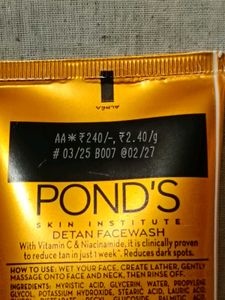 AA*₹240/-, ₹2.40/g
# 03/25 B007 @02/27
POND'S
SKIN INSTITUTE
DETAN FACEWASH
With Vitamin C & Niacinamide, it is clinically proven
to reduce tan in just 1 week*. Reduces dark spots.
HOW TO USE: WET YOUR FACE. CREATE LATHER, GENTLY
MASSAGE ONTO FACE AND NECK, THEN RINSE OFF.
INGREDIENTS: MYRISTIC ACID, GLYCERIN, WATER, PROPYLENE
GLYCOL, POTASSIUM HYDROXIDE, STEARIC ACID, LAURIC ACID,